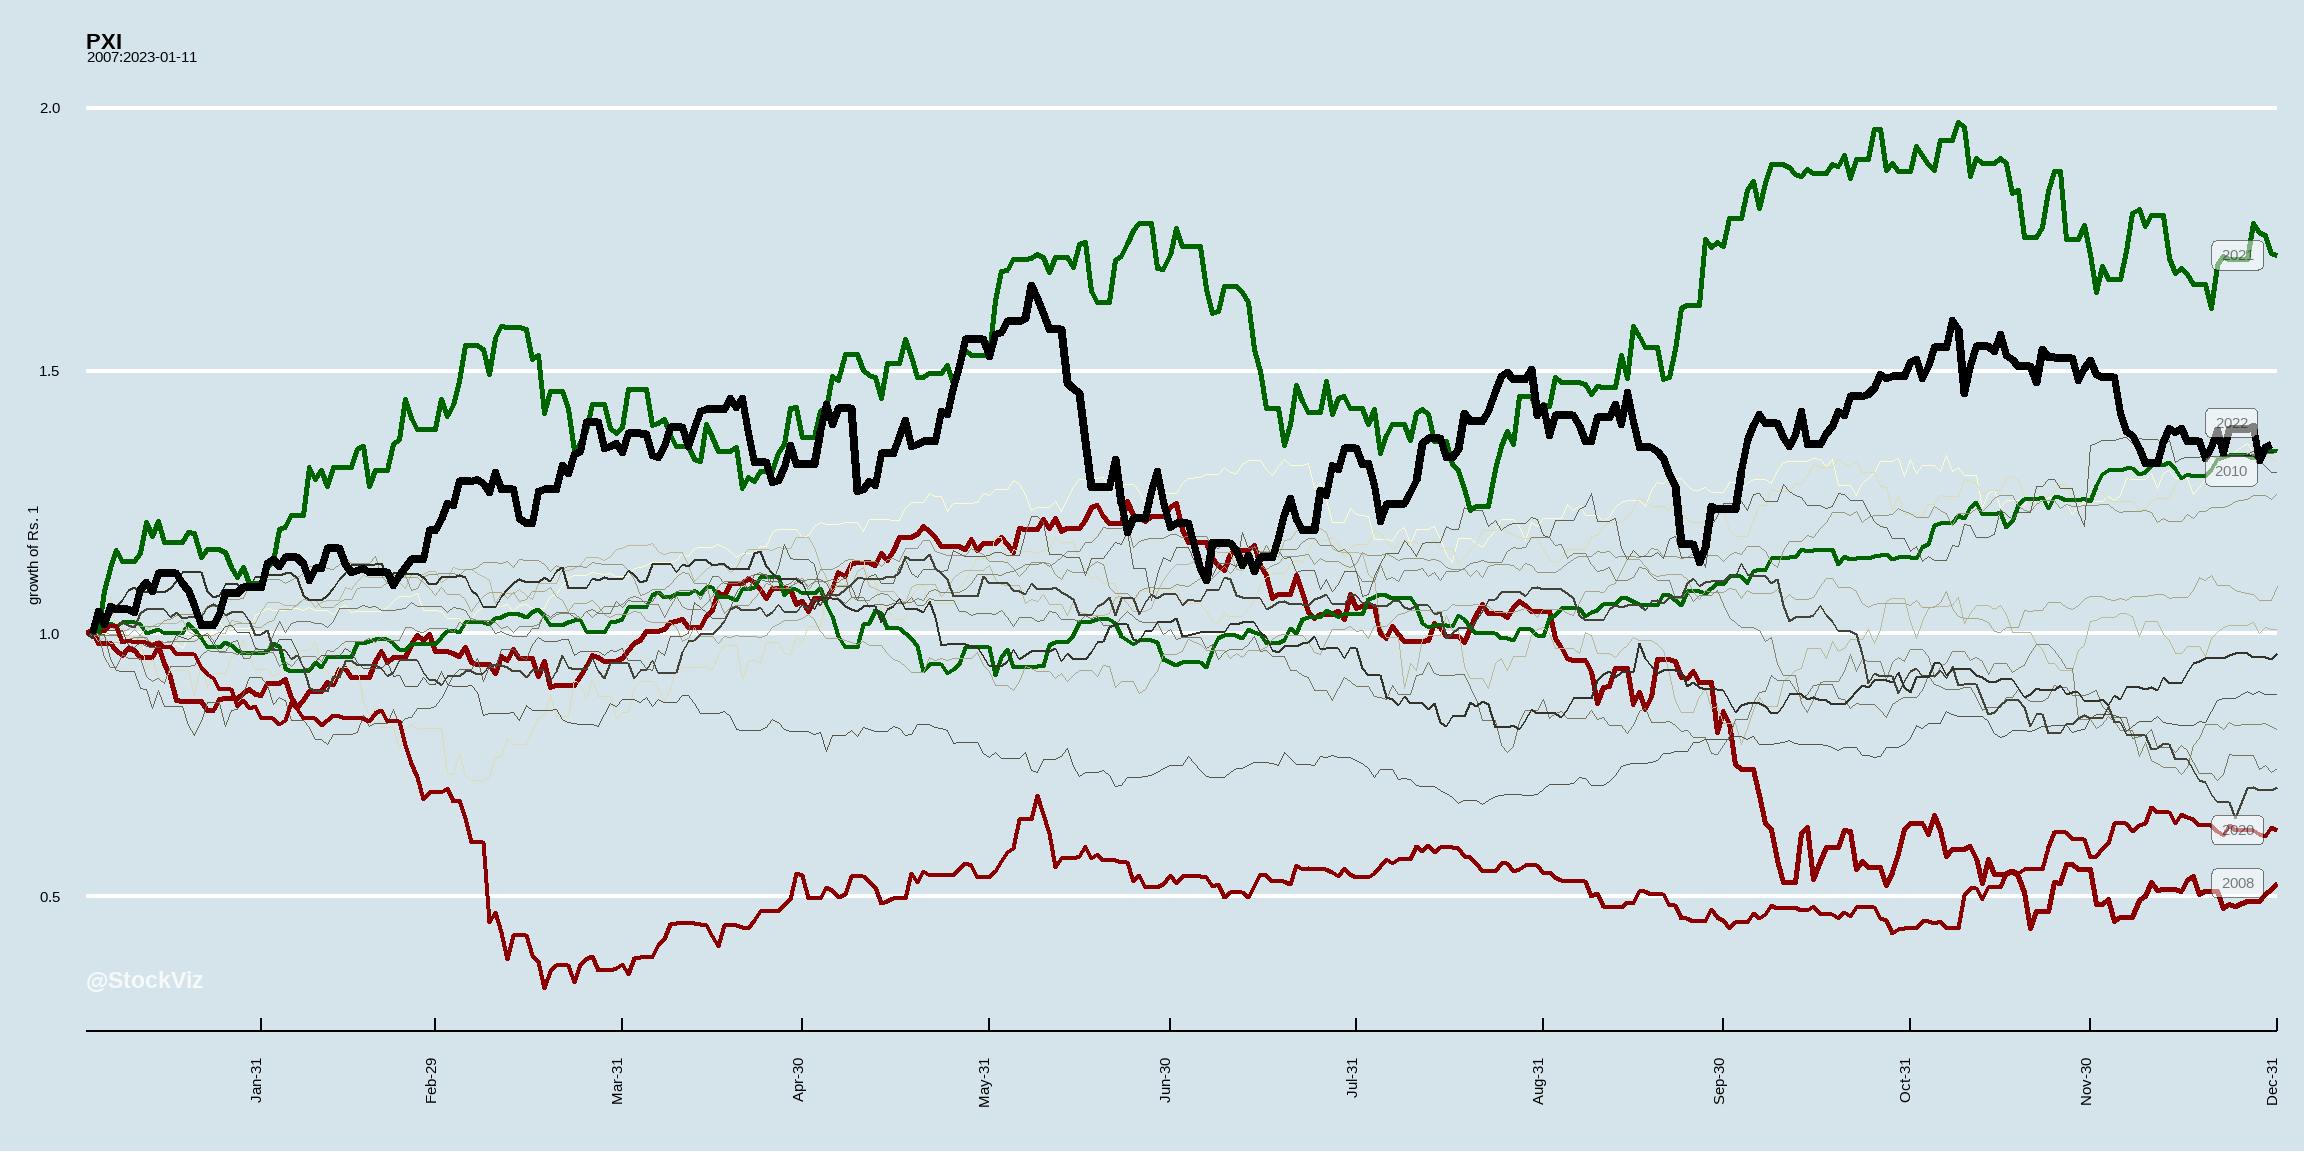 PXI
2007:2023-01-11
2.0
1.5
1.0
0.5
growth of Rs. 1
2021
2022
2010
2020
2008
@StockViz
Jan-31
Feb-29
Mar-31
Apr-30
May-31
Jun-30
Jul-31
Aug-31
Sep-30
Oct-31
Nov-30
Dec-31